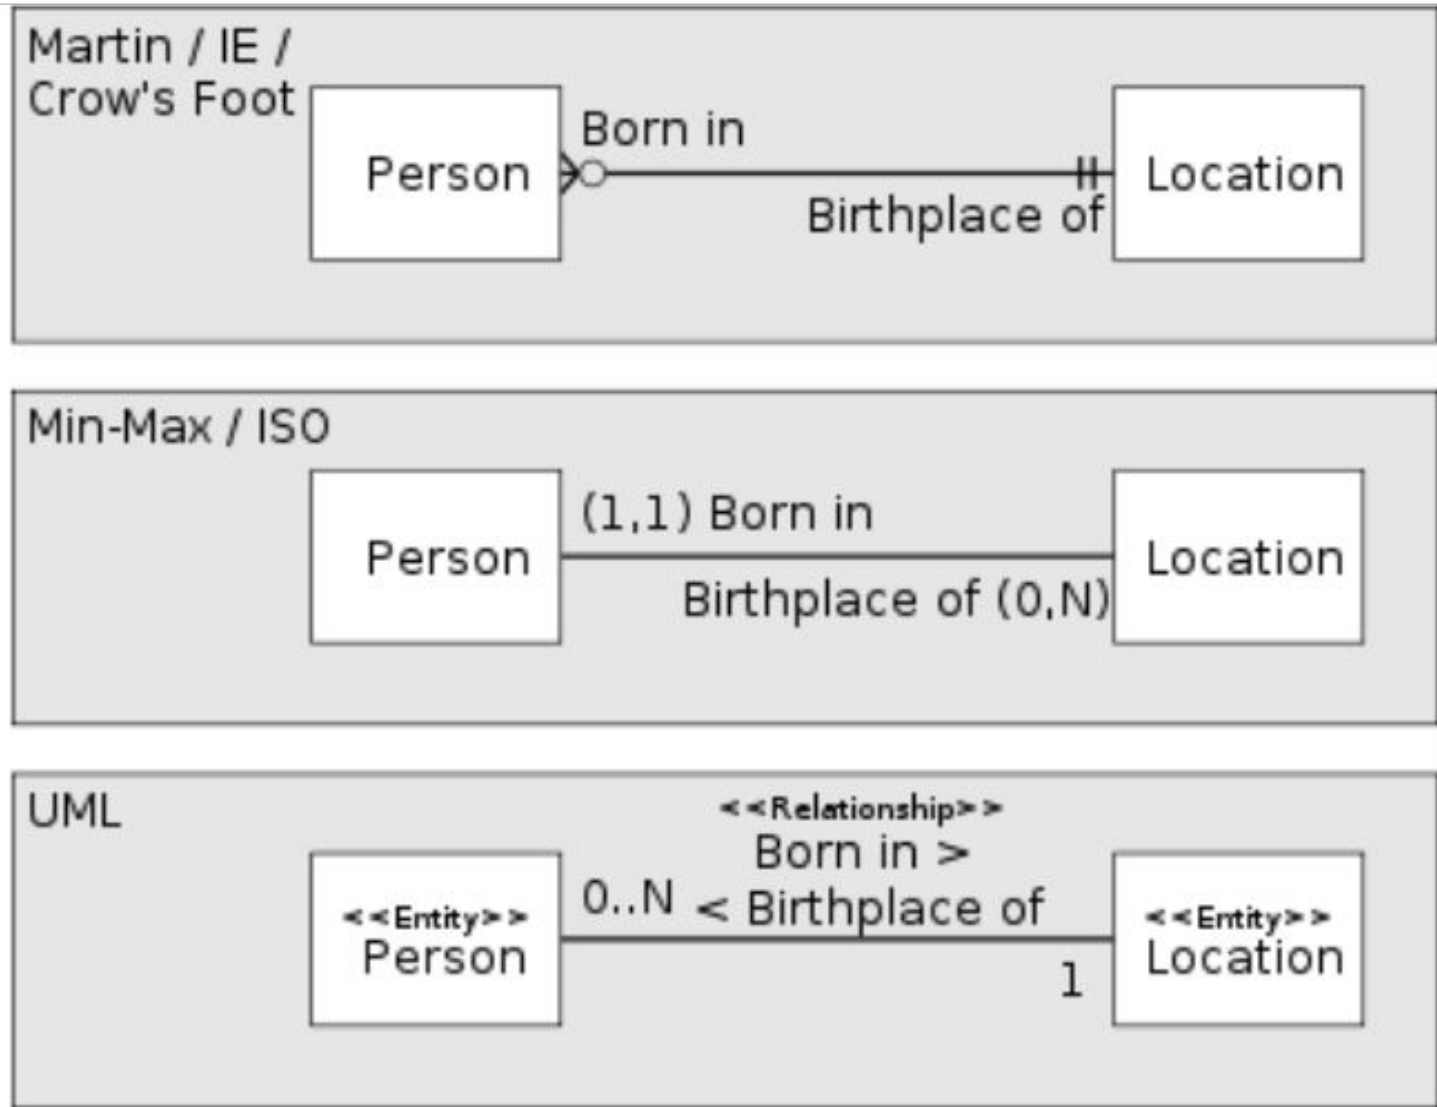 Martin / IE /
Crow's Foot
Person
Born in
Birthplace of
Location
Min-Max / ISO
Person
(1,1) Born in
Birthplace of (0,N)
Location
UML
<<Entity>>
Person
<<Relationship>>
Born in >
0..N < Birthplace of
1
<<Entity>>
Location